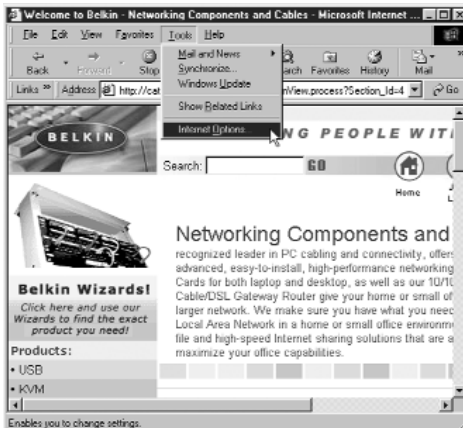 Welcome to Belkin - Networking Components and Cables - Microsoft Internet ...
File Edit View Favorites Tools Help
Back Forward Stop arch Favorites History Mail
Mail and News
Synchronize...
Windows Update
Show Related Links
Internet Options...
Links » Address http://cat nView.process?Section_Id=4 Go
BELKIN
NG PEOPLE WIT
Search: GO
Home
Networking Components and
recognized leader in PC cabling and connectivity, offers
advanced, easy-to-install, high-performance networking
Cards for both laptop and desktop, as well as our 10/10
Cable/DSL Gateway Router give your home or small of
larger network. We make sure you have what you need
Local Area Network in a home or small office environm
file and high-speed Internet sharing solutions that are a
maximize your office capabilities.
Belkin Wizards!
Click here and use our
Wizards to find the exact
product you need!
Products:
• USB
• KVM
Enables you to change settings.